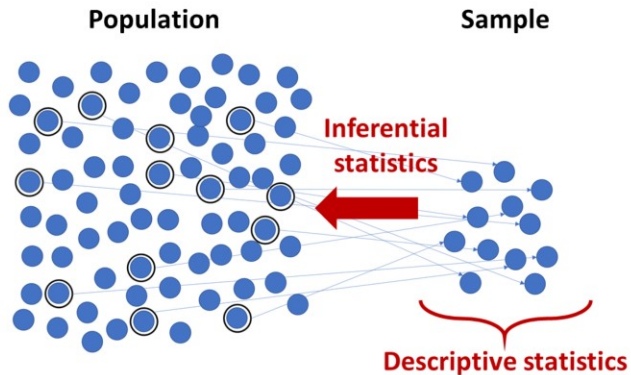 Population
Sample
Inferential
statistics
Descriptive statistics